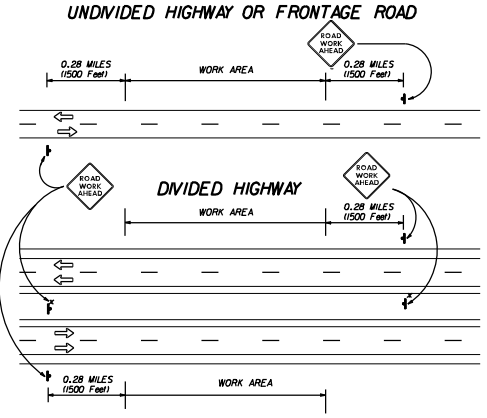 UNDIVIDED HIGHWAY OR FRONTAGE ROAD
ROAD
WORK
AHEAD
0.28 MILES
(1500 Feet)
WORK AREA
0.28 MILES
(1500 Feet)
ROAD
WORK
AHEAD
DIVIDED HIGHWAY
ROAD
WORK
AHEAD
WORK AREA
0.28 MILES
(1500 Feet)
x
x
0.28 MILES
(1500 Feet)
WORK AREA